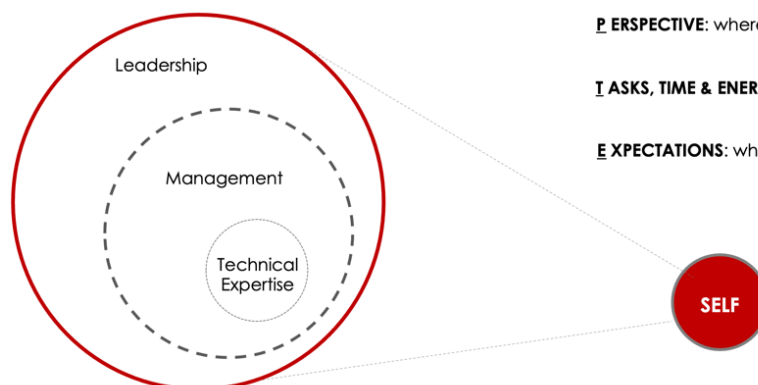 Leadership
Management
Technical
Expertise
P ERSPECTIVE: where
T ASKS, TIME & ENER
E XPECTATIONS: wh
SELF